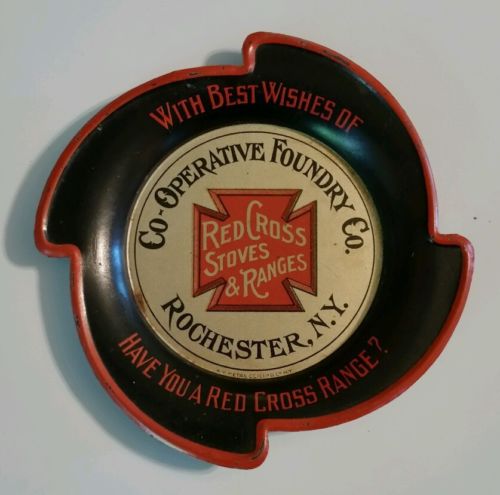 WITH BEST WISHES OF
CO-OPERATIVE FOUNDRY CO.
RED CROSS
STOVES
& RANGES
ROCHESTER, N.Y.
HAVE YOU A RED CROSS RANGE?